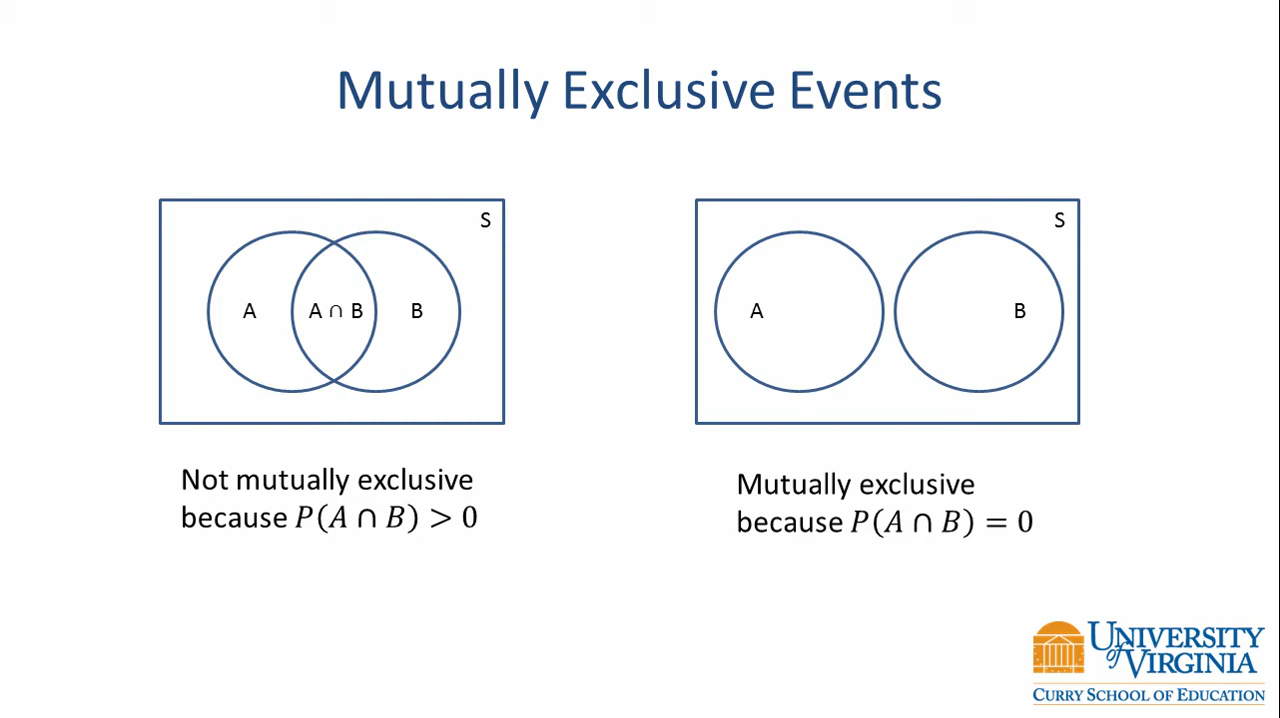 Mutually Exclusive Events
S
A
A ∩ B
B
Not mutually exclusive
because P(A ∩ B) > 0
S
A
B
Mutually exclusive
because P(A ∩ B) = 0
UNIVERSITY
of VIRGINIA
CURRY SCHOOL OF EDUCATION